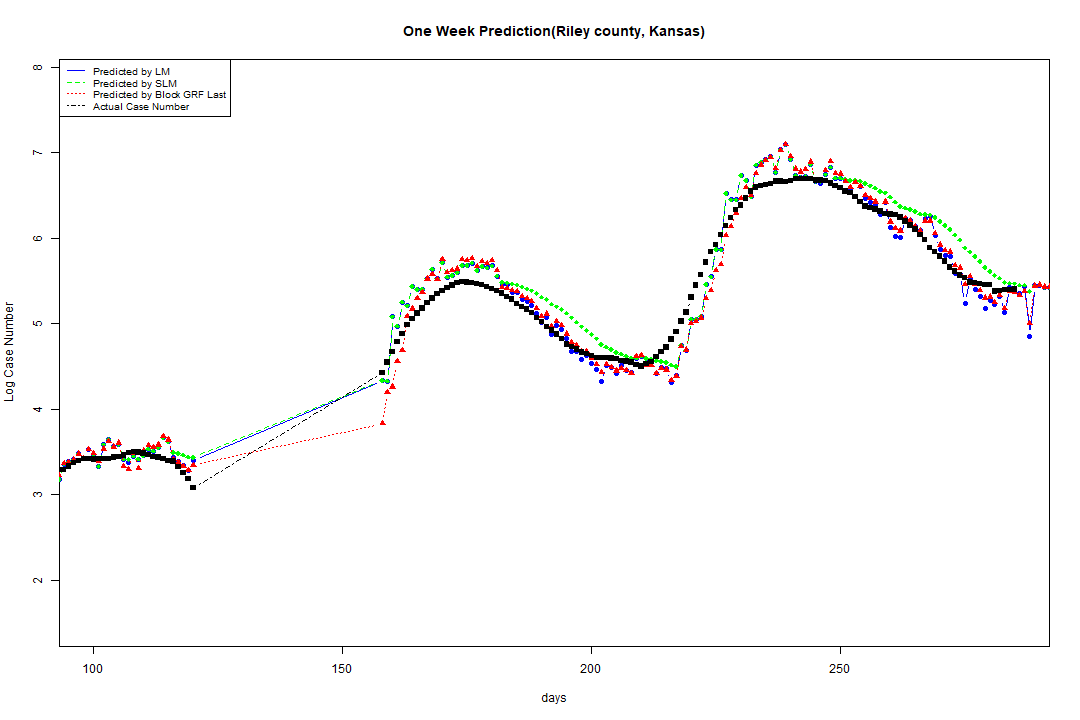 One Week Prediction(Riley county, Kansas)
Predicted by LM
Predicted by SLM
Predicted by Block GRF Last
Actual Case Number
8
7
6
5
4
3
2
Log Case Number
100 150 200 250
days